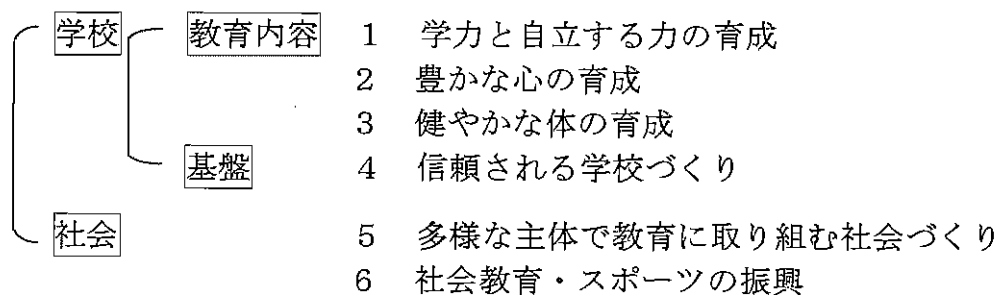 学校 教育内容 1 学力と自立する力の育成
2 豊かな心の育成
3 健やかな体の育成
基盤 4 信頼される学校づくり
社会 5 多様な主体で教育に取り組む社会づくり
6 社会教育・スポーツの振興